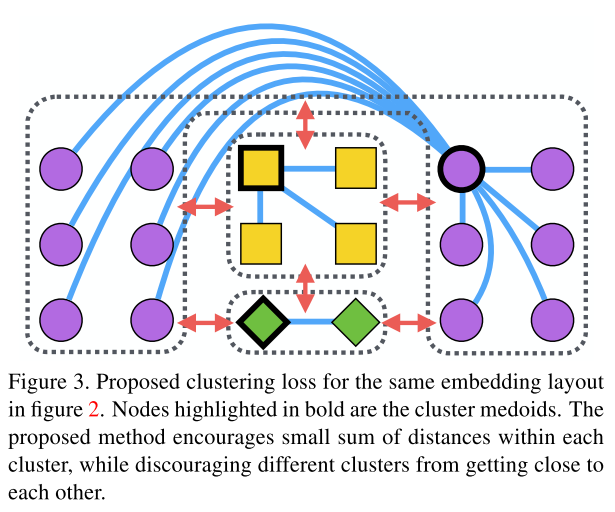 Figure 3. Proposed clustering loss for the same embedding layout
in figure 2. Nodes highlighted in bold are the cluster medoids. The
proposed method encourages small sum of distances within each
cluster, while discouraging different clusters from getting close to
each other.